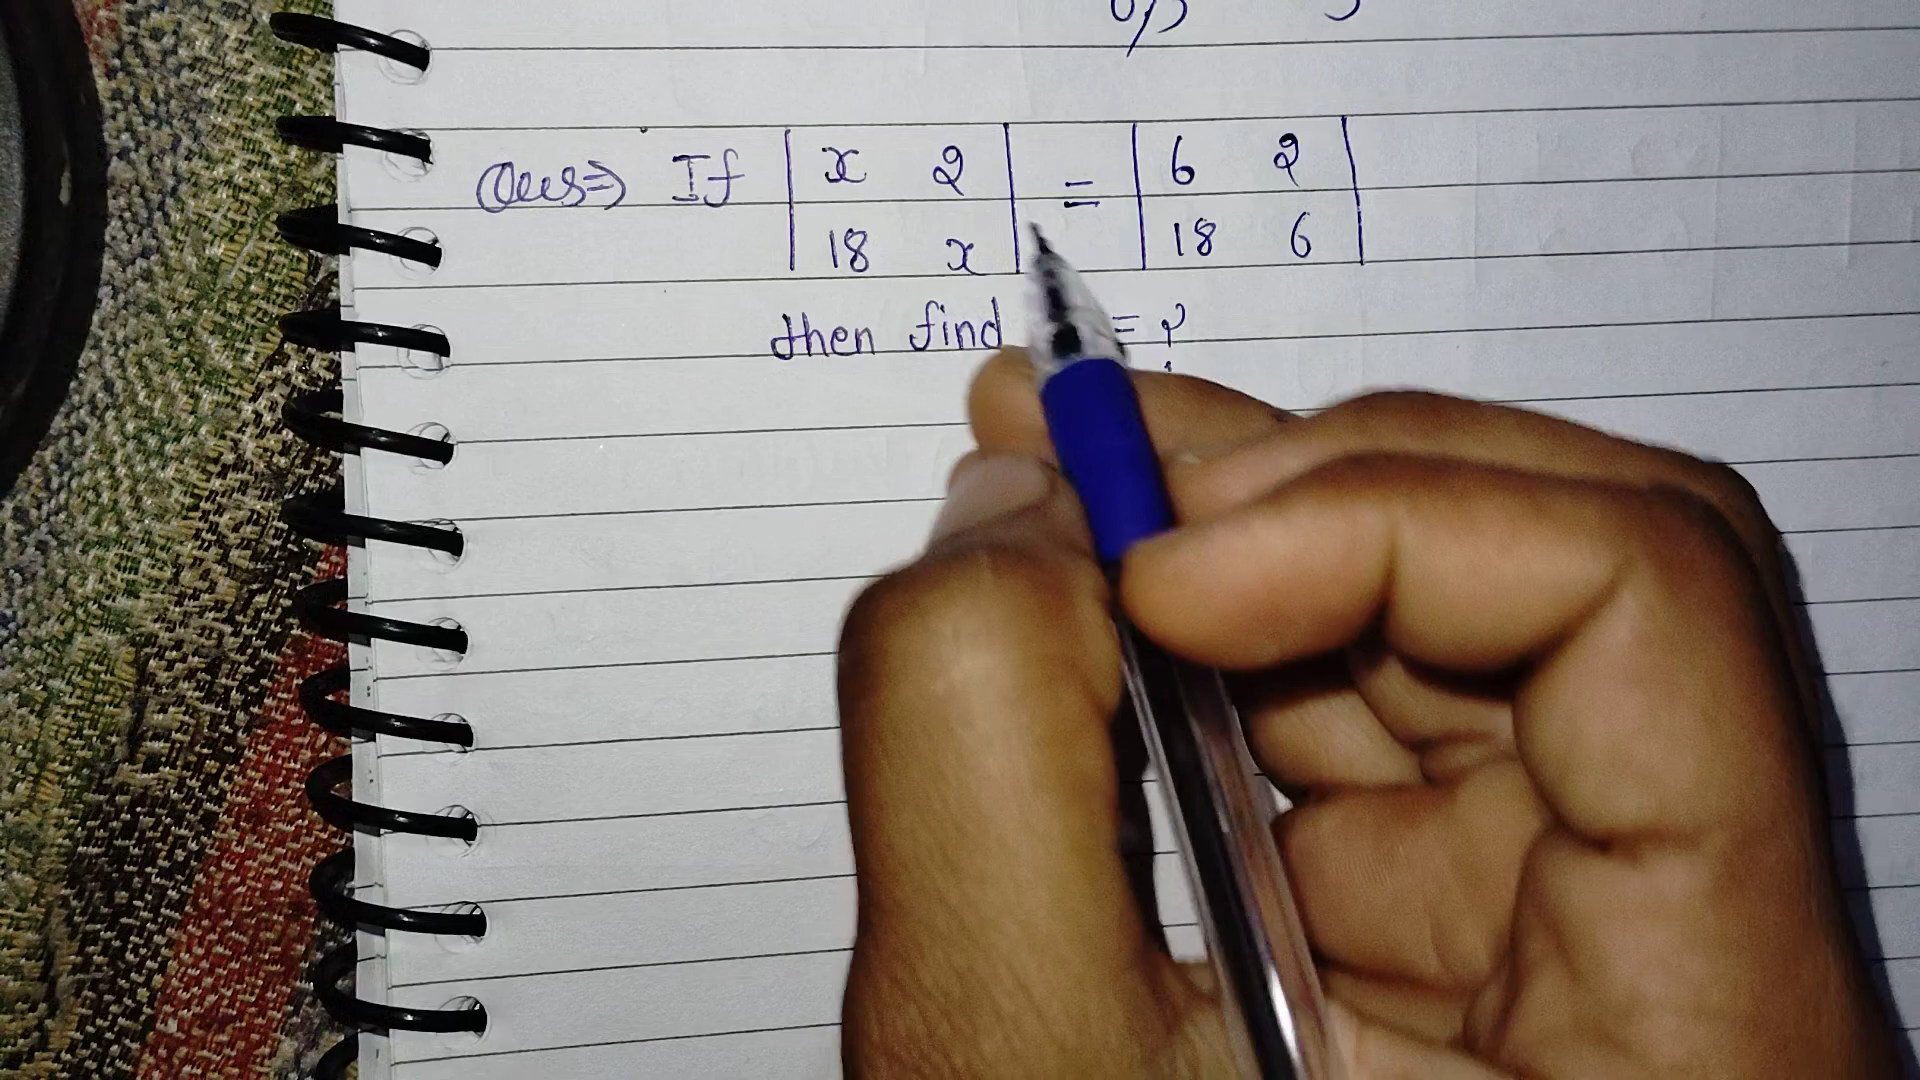 Ques⇒ If | x 2 | = | 6 2 |
| 18 x | | 18 6 |
then find = ?